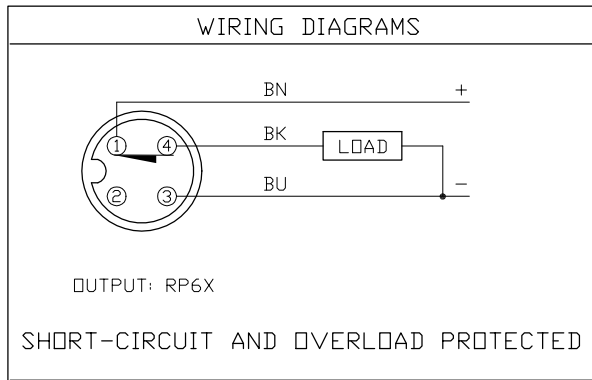 WIRING DIAGRAMS
BN +
1 4 BK LOAD
2 3 BU -
OUTPUT: RP6X
SHORT-CIRCUIT AND OVERLOAD PROTECTED